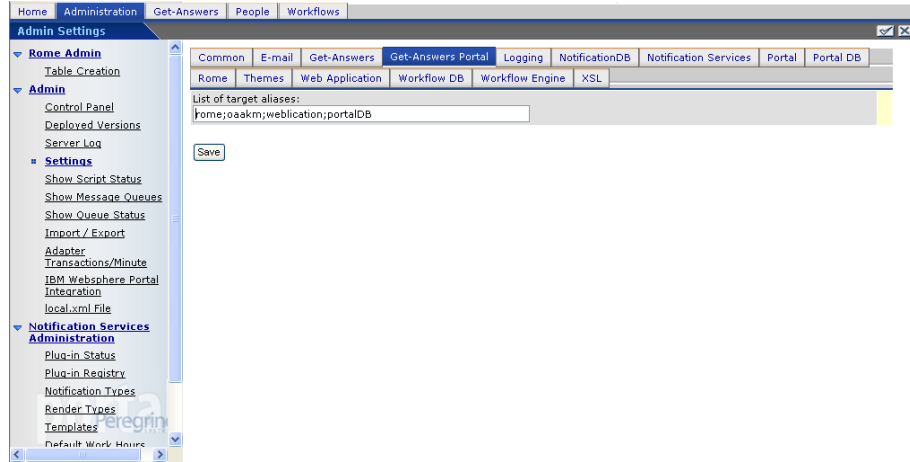 Home Administration Get-Answers People Workflows
Admin Settings
Rome Admin
Table Creation
Admin
Control Panel
Deployed Versions
Server Log
Settings
Show Script Status
Show Message Queues
Show Queue Status
Import / Export
Adapter
Transactions/Minute
IBM Websphere Portal
Integration
local.xml File
Notification Services
Administration
Plug-in Status
Plug-in Registry
Notification Types
Render Types
Templates
Peregrin
Default Work Hours
Common E-mail Get-Answers Get-Answers Portal Logging NotificationDB Notification Services Portal Portal DB
Rome Themes Web Application Workflow DB Workflow Engine XSL
List of target aliases:
rome;oaakm;weblication;portalDB
Save